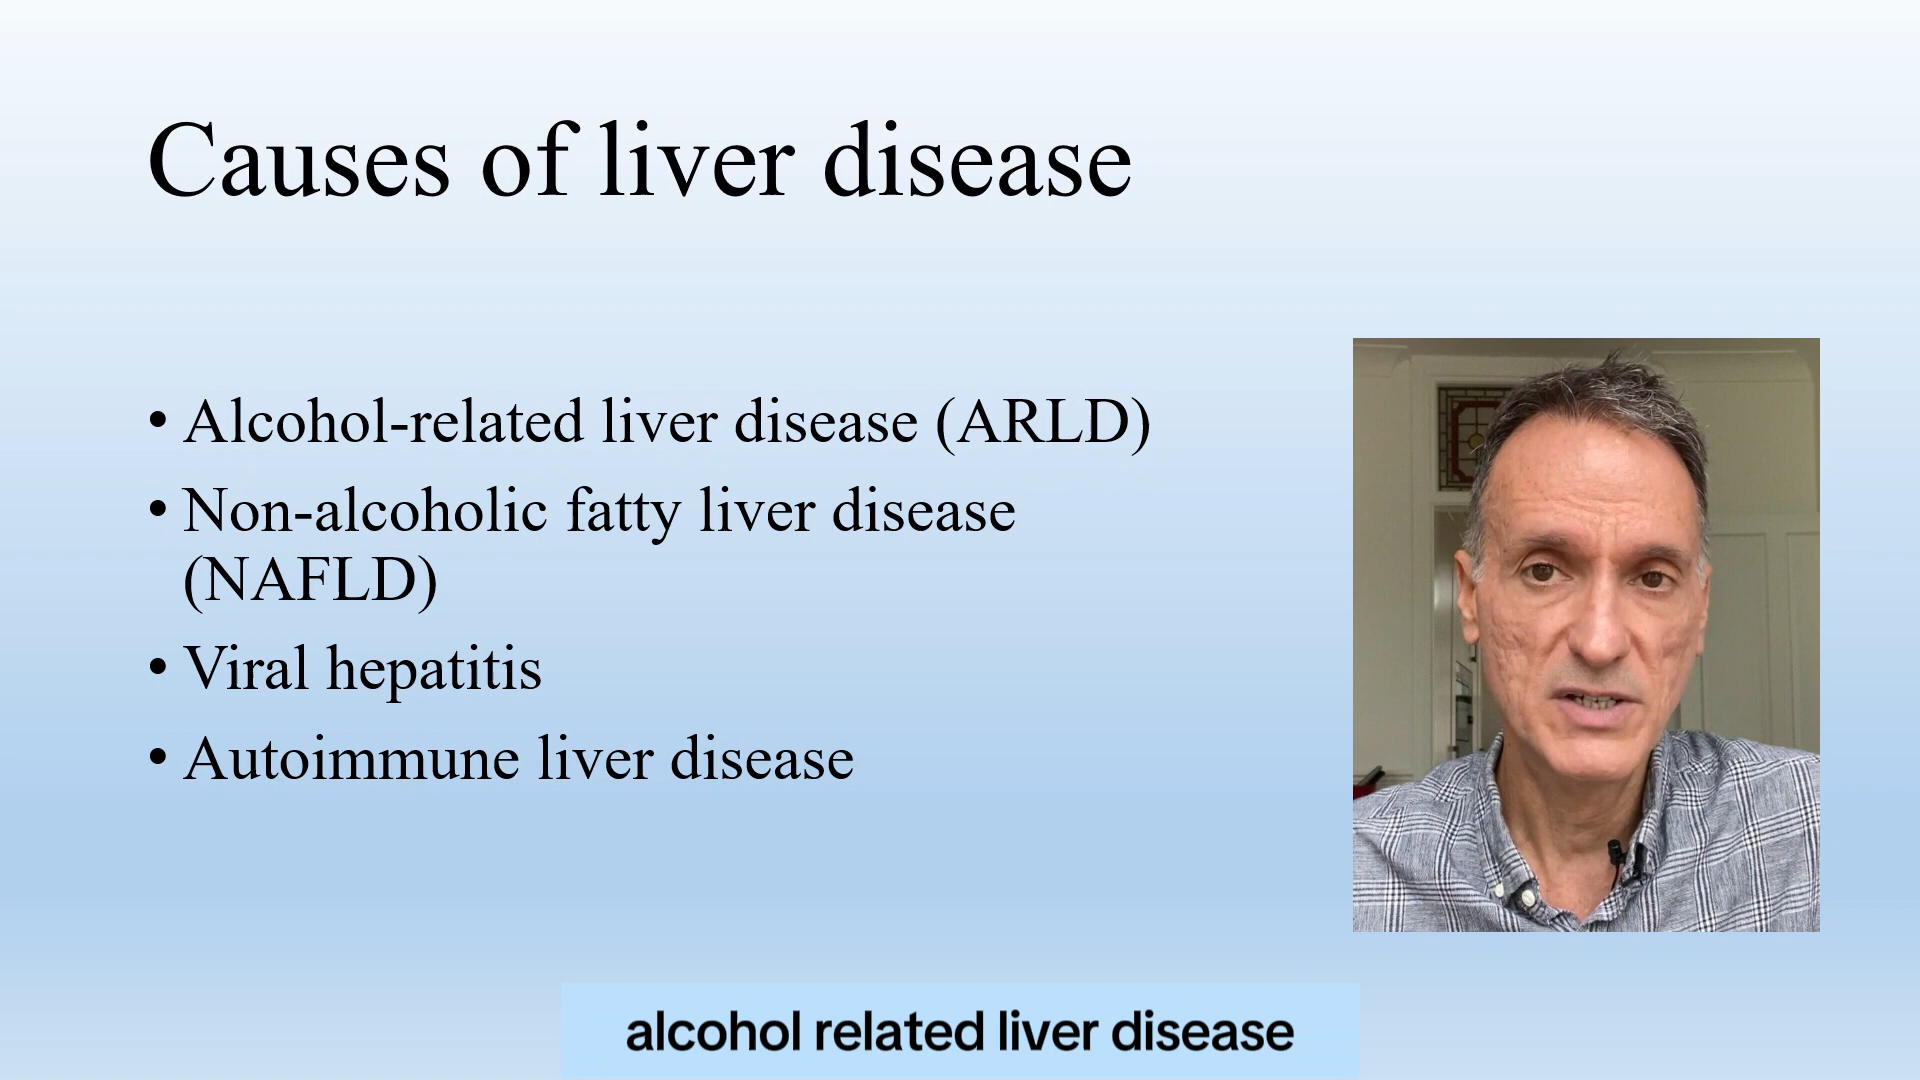 Causes of liver disease
• Alcohol-related liver disease (ARLD)
• Non-alcoholic fatty liver disease
(NAFLD)
• Viral hepatitis
• Autoimmune liver disease
alcohol related liver disease